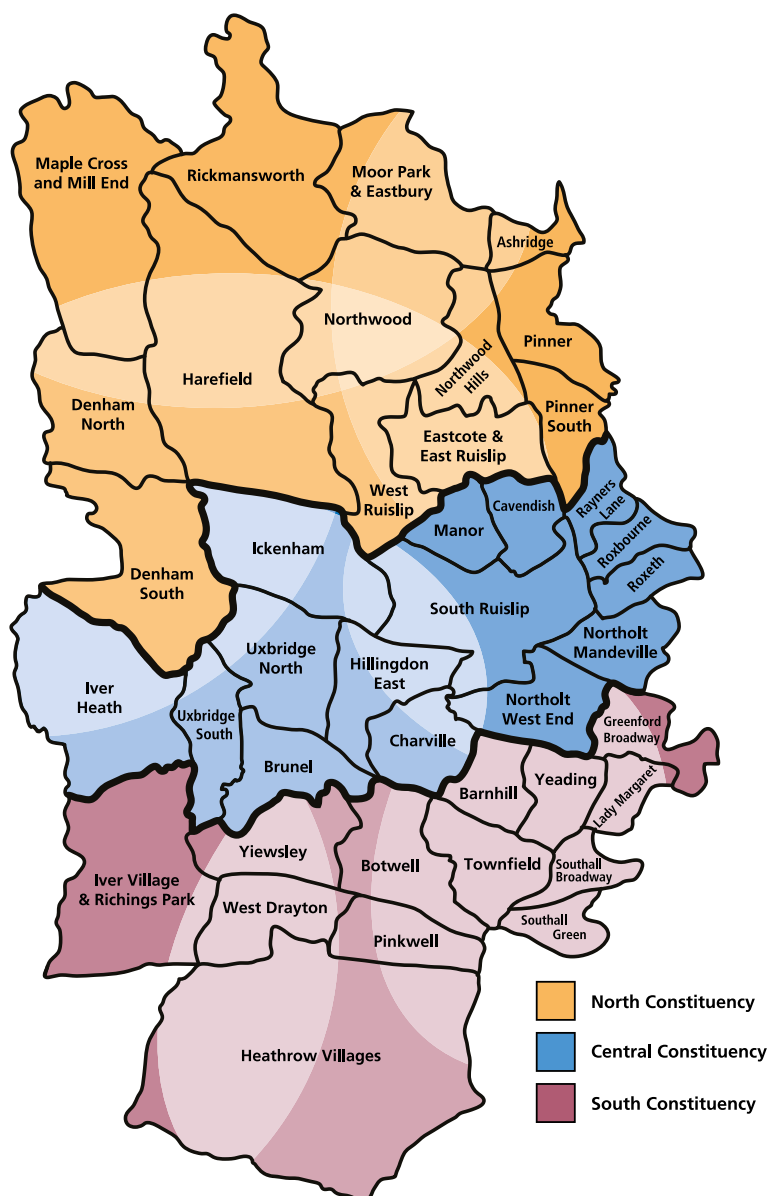 Maple Cross
and Mill End
Rickmansworth
Moor Park
& Eastbury
Ashridge
Northwood
Pinner
Harefield
Northwood
Hills
Denham
North
Pinner
South
Eastcote &
East Ruislip
West
Ruislip
Cavendish
Rayners
Lane
Manor
Ickenham
Roxbourne
Roxeth
Denham
South
South Ruislip
Northolt
Mandeville
Uxbridge
North
Hillingdon
East
Iver
Heath
Northolt
West End
Uxbridge
South
Greenford
Broadway
Charville
Brunel
Barnhill
Yeading
Lady Margaret
Yiewsley
Botwell
Townfield
Southall
Broadway
Iver Village
& Richings Park
West Drayton
Southall
Green
Pinkwell
North Constituency
Central Constituency
Heathrow Villages
South Constituency